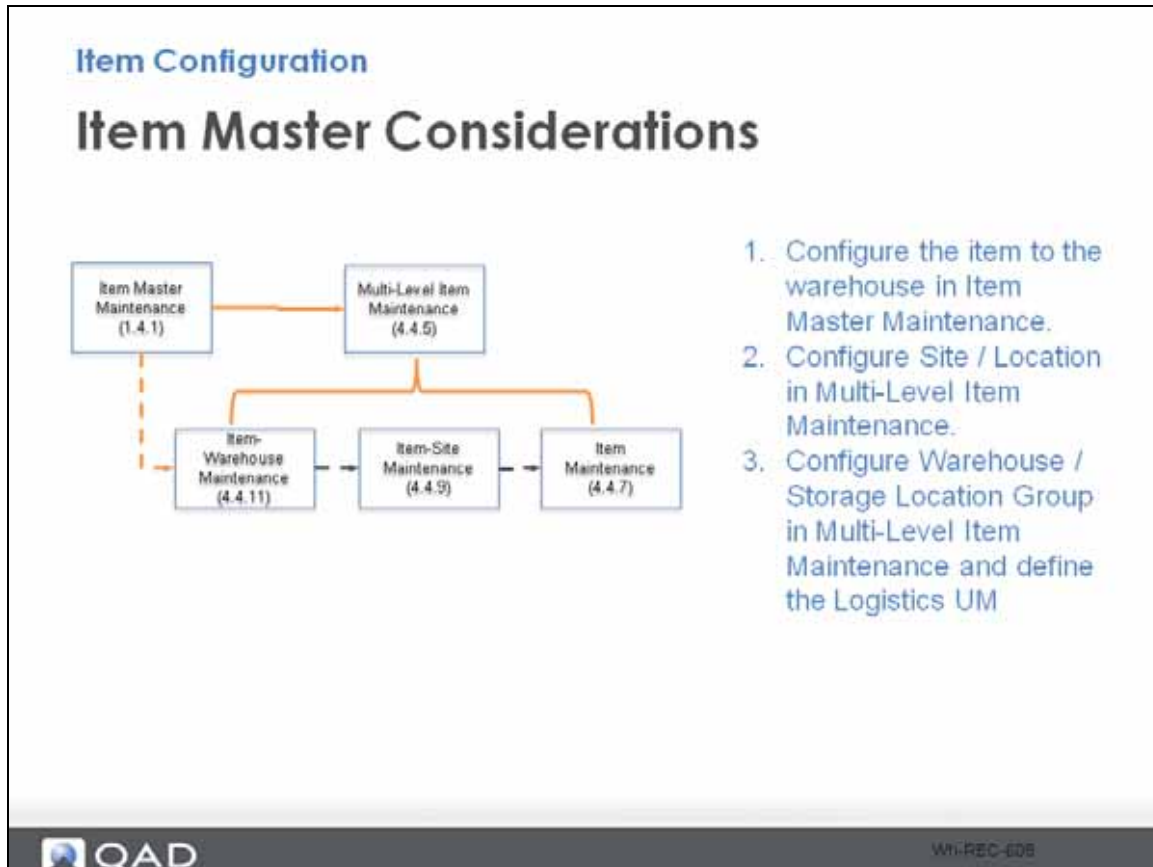 Item Configuration
Item Master Considerations
Item Master
Maintenance
(1.4.1)
Multi-Level Item
Maintenance
(4.4.5)
Item-
Warehouse
Maintenance
(4.4.11)
Item-Site
Maintenance
(4.4.9)
Item
Maintenance
(4.4.7)
1. Configure the item to the
warehouse in Item
Master Maintenance.
2. Configure Site / Location
in Multi-Level Item
Maintenance.
3. Configure Warehouse /
Storage Location Group
in Multi-Level Item
Maintenance and define
the Logistics UM
QAD